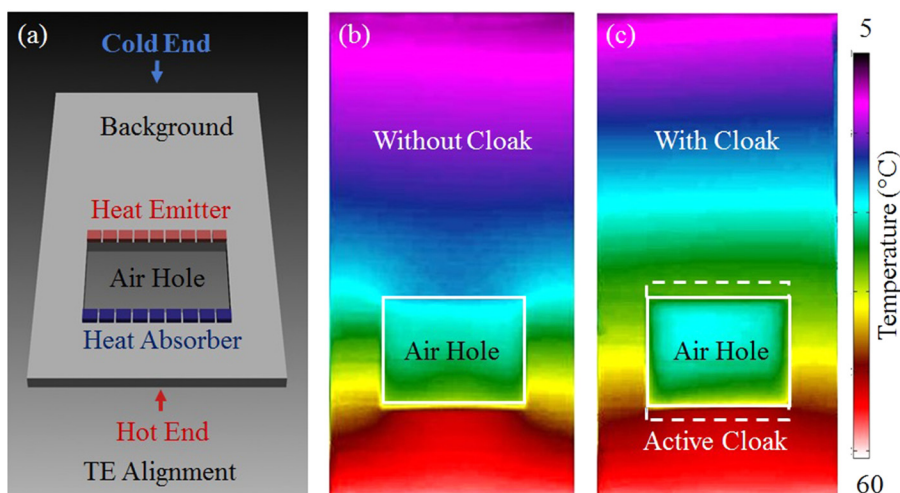 (a)
Cold End
Background
Heat Emitter
Air Hole
Heat Absorber
Hot End
TE Alignment
(b)
Without Cloak
Air Hole
(c)
With Cloak
Air Hole
Active Cloak
5
Temperature (°C)
60